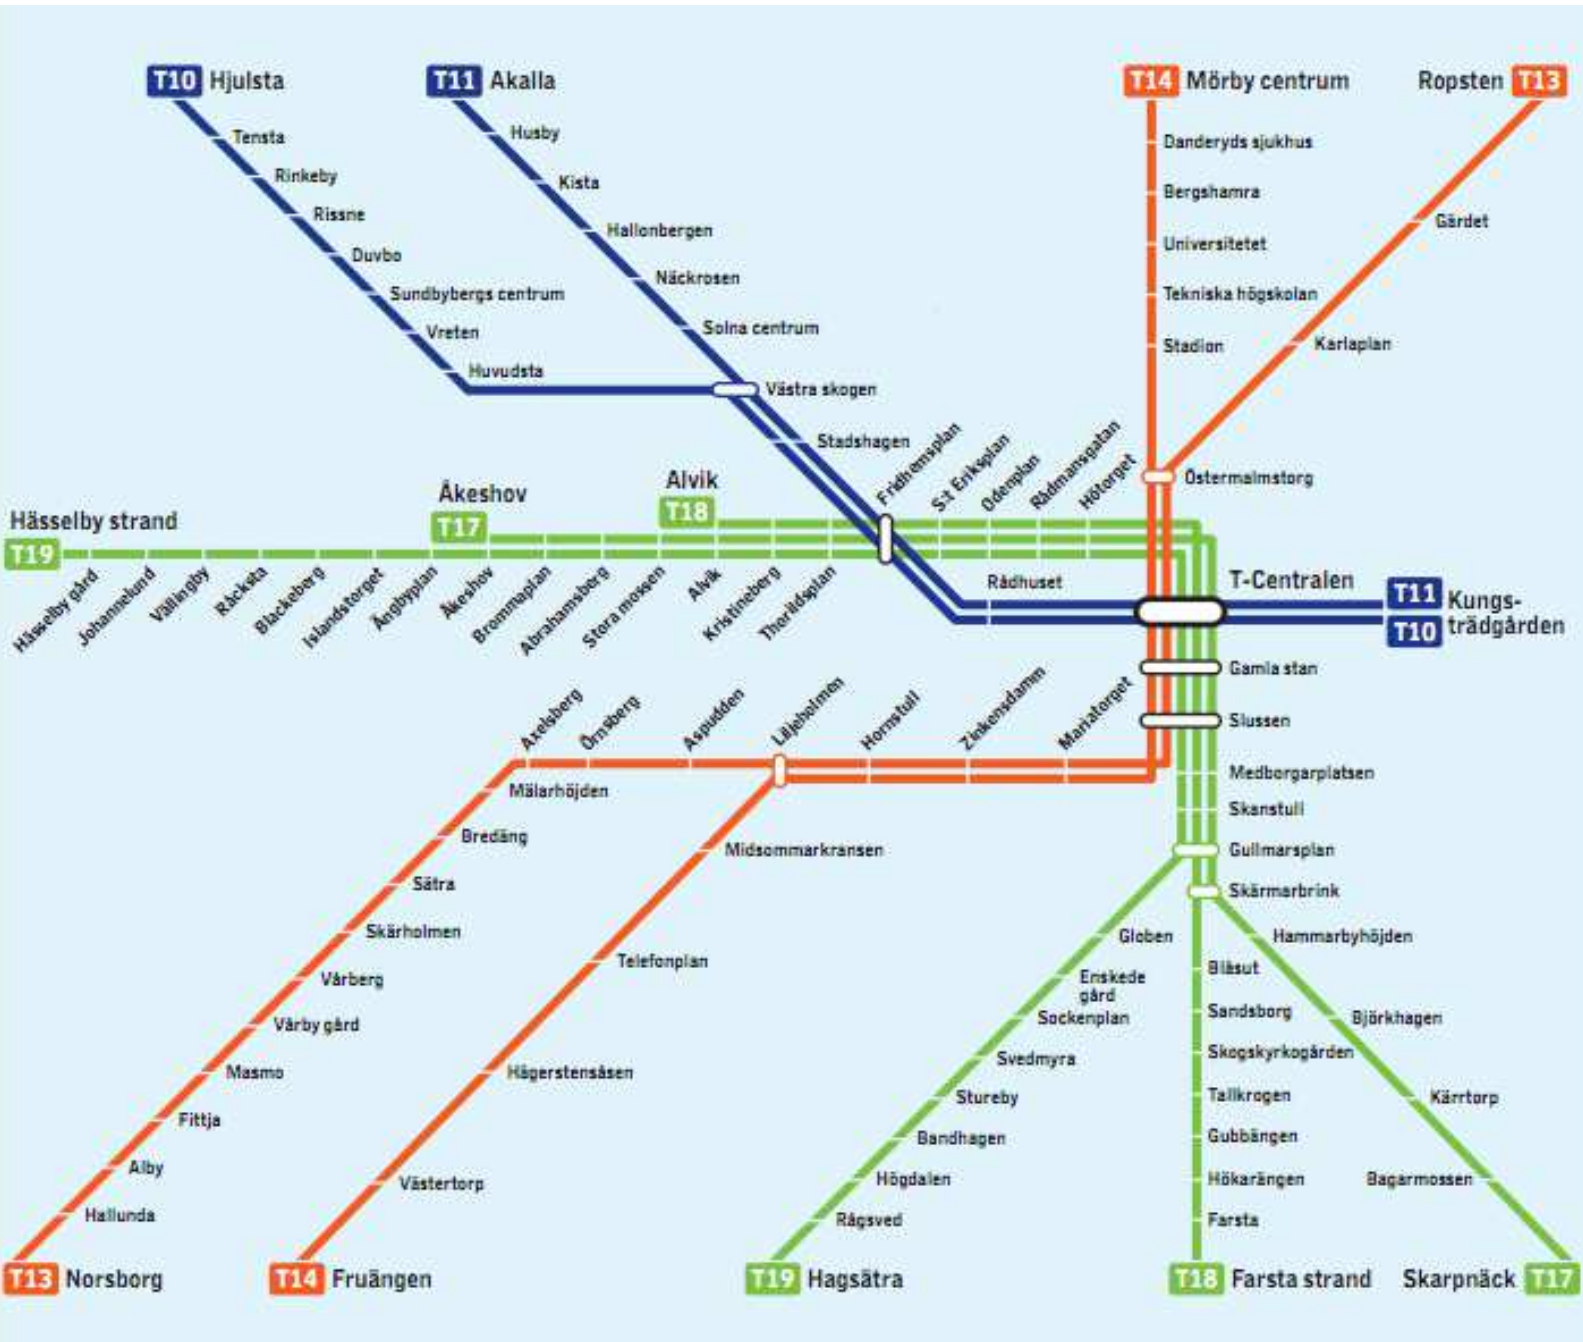 T10 Hjulsta
T11 Akalla
T14 Mörby centrum
Ropsten T13
Tensta
Rinkeby
Rissne
Duvbo
Sundbybergs centrum
Vreten
Huvudsta
Husby
Kista
Hallonbergen
Näckrosen
Solna centrum
Västra skogen
Stadshagen
Danderyds sjukhus
Bergshamra
Universitetet
Tekniska högskolan
Stadion
Gärdet
Karlaplan
Östermalmstorg
Fridhemsplan
S:t Eriksplan
Odenplan
Rådmansgatan
Hötorget
Hässelby strand
T19
Åkeshov
T17
Alvik
T18
Hässelby gård
Johannelund
Vällingby
Råcksta
Blackeberg
Islandstorget
Ängbyplan
Åkeshov
Brommaplan
Abrahamsberg
Stora mossen
Alvik
Kristineberg
Thorildsplan
Rådhuset
T-Centralen
T11
T10
Kungs-
trädgården
Gamla stan
Slussen
Medborgarplatsen
Skanstull
Gullmarsplan
Skärmarbrink
Axelsberg
Örnsberg
Aspudden
Liljeholmen
Hornstull
Zinkensdamm
Mariatorget
Mälarhöjden
Bredäng
Sätra
Skärholmen
Vårberg
Vårby gård
Masmo
Fittja
Alby
Hallunda
Midsommarkransen
Telefonplan
Hägerstensåsen
Västertorp
Globen
Enskede
gård
Sockenplan
Svedmyra
Stureby
Bandhagen
Högdalen
Rågsved
Blåsut
Sandsborg
Skogskyrkogården
Tallkrogen
Gubbängen
Hökarängen
Farsta
Hammarbyhöjden
Björkhagen
Kärrtorp
Bagarmossen
T13 Norsborg
T14 Fruängen
T19 Hagsätra
T18 Farsta strand
Skarpnäck T17